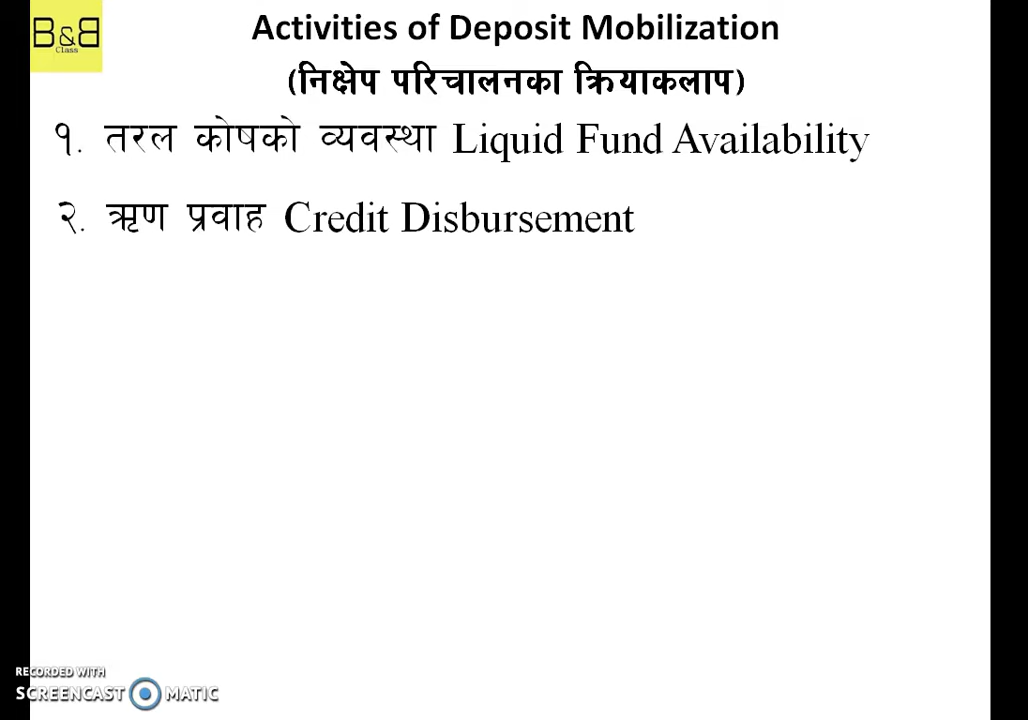 B&B
Class
Activities of Deposit Mobilization
(निक्षेप परिचालनका क्रियाकलाप)
१. तरल कोषको व्यवस्था Liquid Fund Availability
२. ऋण प्रवाह Credit Disbursement
RECORDED WITH
SCREENCAST MATIC